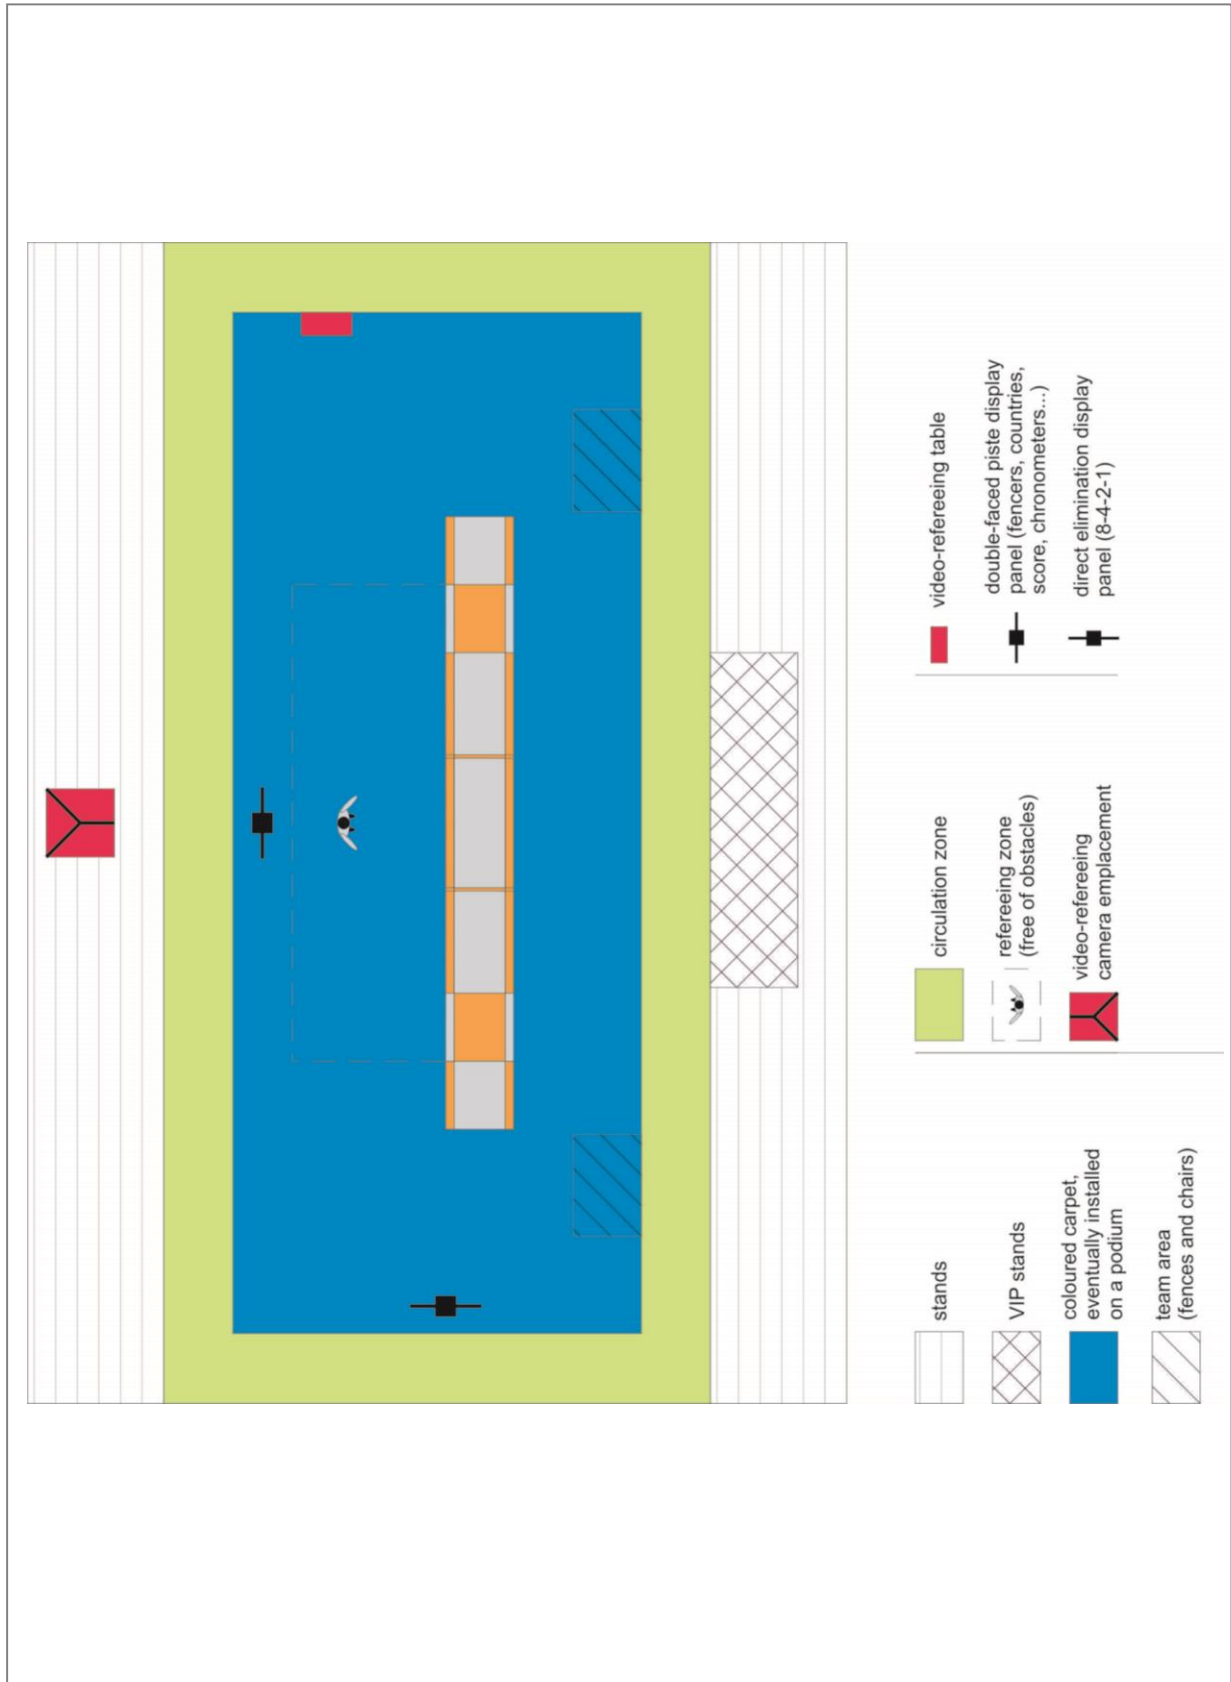 stands
VIP stands
coloured carpet,
eventually installed
on a podium
team area
(fences and chairs)
circulation zone
refereeing zone
(free of obstacles)
video-refereeing
camera emplacement
video-refereeing table
double-faced piste display
panel (fencers, countries,
score, chronometers...)
direct elimination display
panel (8-4-2-1)